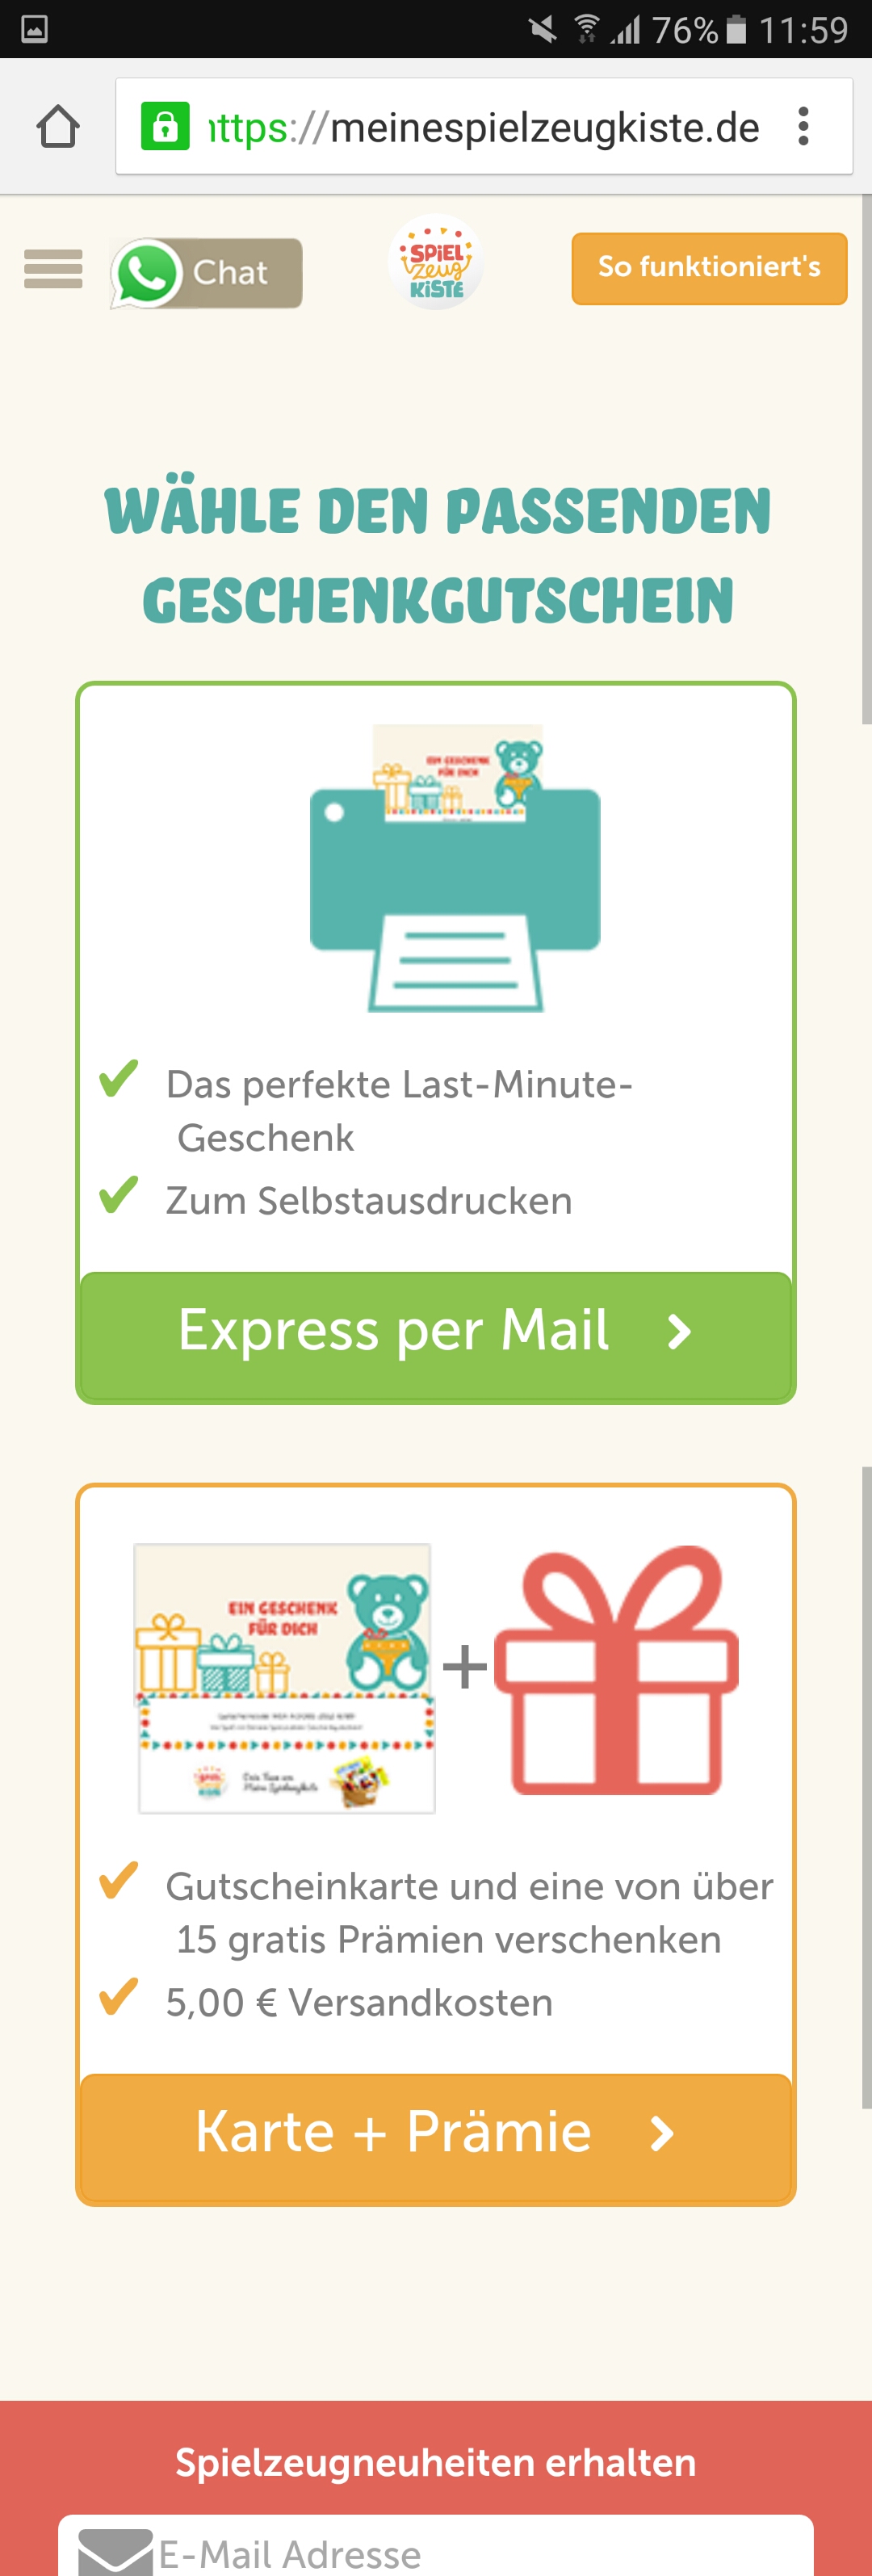 76% 11:59
ttps://meinespielzeugkiste.de
Chat
SPiEL
zeug
KiSTE
So funktioniert's
WÄHLE DEN PASSENDEN
GESCHENKGUTSCHEIN
EIN GESCHENK
FÜR DICH
Das perfekte Last-Minute-
Geschenk
Zum Selbstausdrucken
Express per Mail
EIN GESCHENK
FÜR DICH
+
Gutscheinkarte und eine von über
15 gratis Prämien verschenken
5,00 € Versandkosten
Karte + Prämie
Spielzeugneuheiten erhalten
E-Mail Adresse